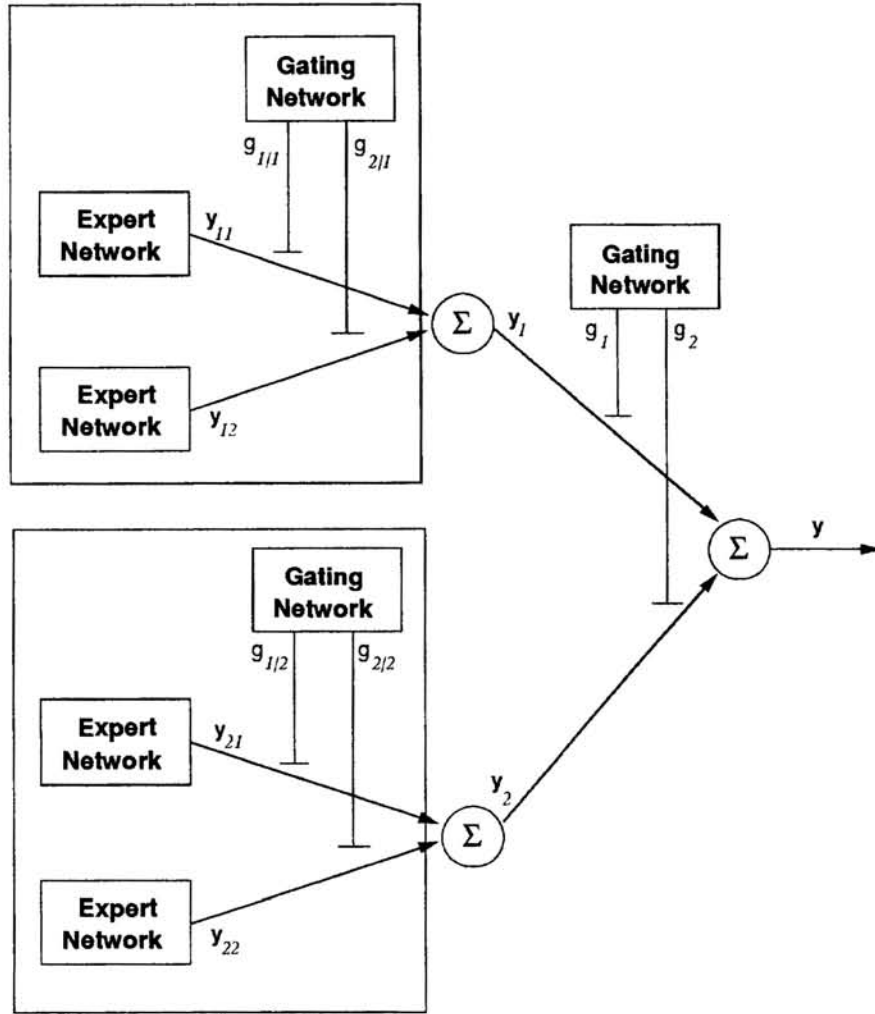 Gating
Network
g1/1
g2/1
Expert
Network
y11
Expert
Network
y12
Σ
y1
Gating
Network
g1
g2
Σ
y
Gating
Network
g1/2
g2/2
Expert
Network
y21
Expert
Network
y22
Σ
y2